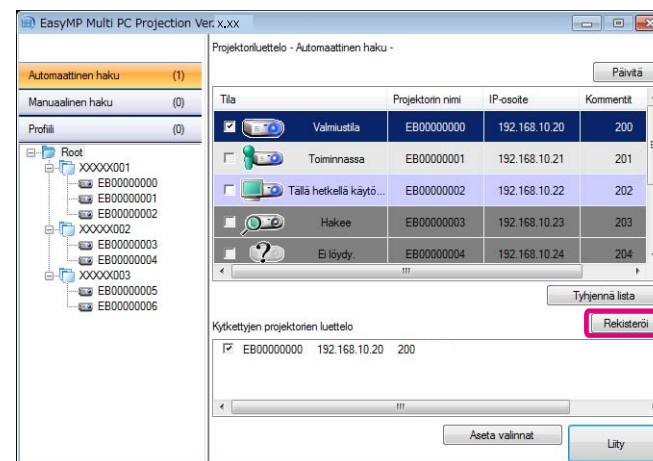 EasyMP Multi PC Projection Ver. x.xx
Projektoriluettelo - Automaattinen haku -
Automaattinen haku (1)
Manuaalinen haku (0)
Profiili (0)
Root
XXXXX001
EB00000000
EB00000001
EB00000002
XXXXX002
EB00000003
EB00000004
XXXXX003
EB00000005
EB00000006
Päivitä
Tila Projektorin nimi IP-osoite Kommentit
Valmiustila EB00000000 192.168.10.20 200
Toiminnassa EB00000001 192.168.10.21 201
Tällä hetkellä käytö... EB00000002 192.168.10.22 202
Hakee EB00000003 192.168.10.23 203
Ei löydy. EB00000004 192.168.10.24 204
Tyhjennä lista
Kytkettyjen projektorien luettelo
Rekisteröi
EB00000000 192.168.10.20 200
Aseta valinnat
Liity